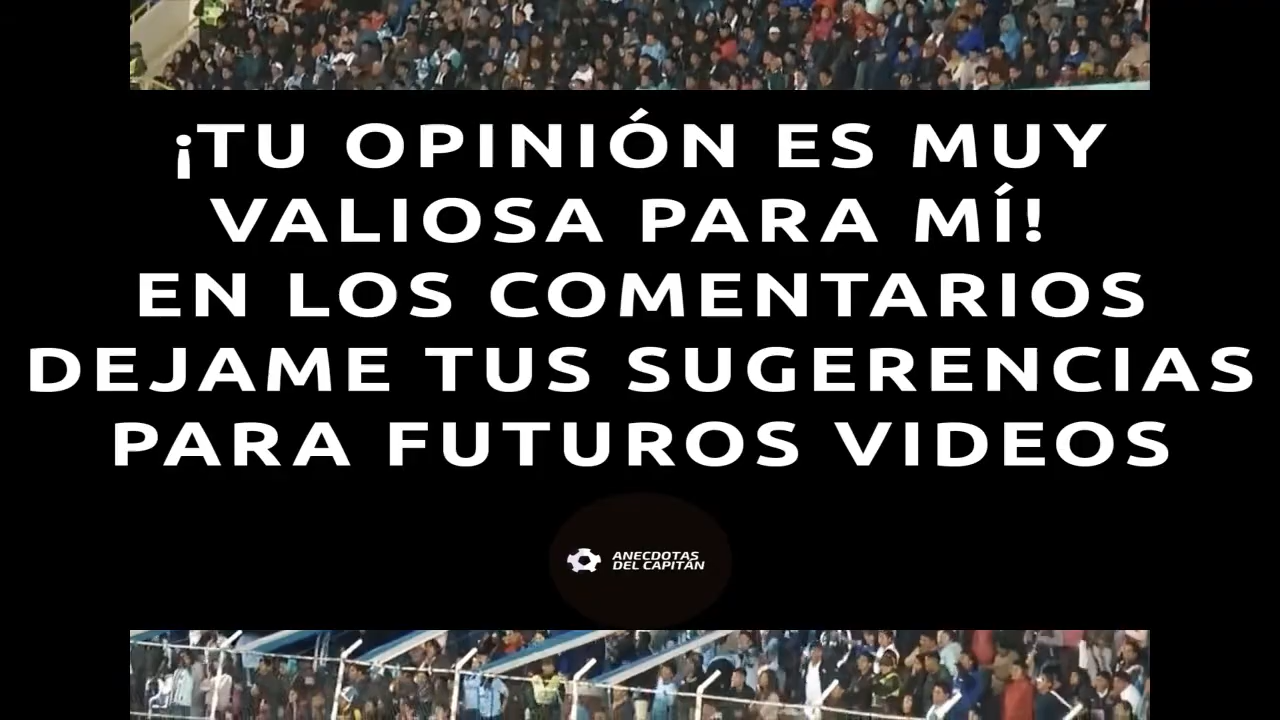 ¡TU OPINIÓN ES MUY
VALIOSA PARA MÍ!
EN LOS COMENTARIOS
DEJAME TUS SUGERENCIAS
PARA FUTUROS VIDEOS
ANECDOTAS
DEL CAPITÁN